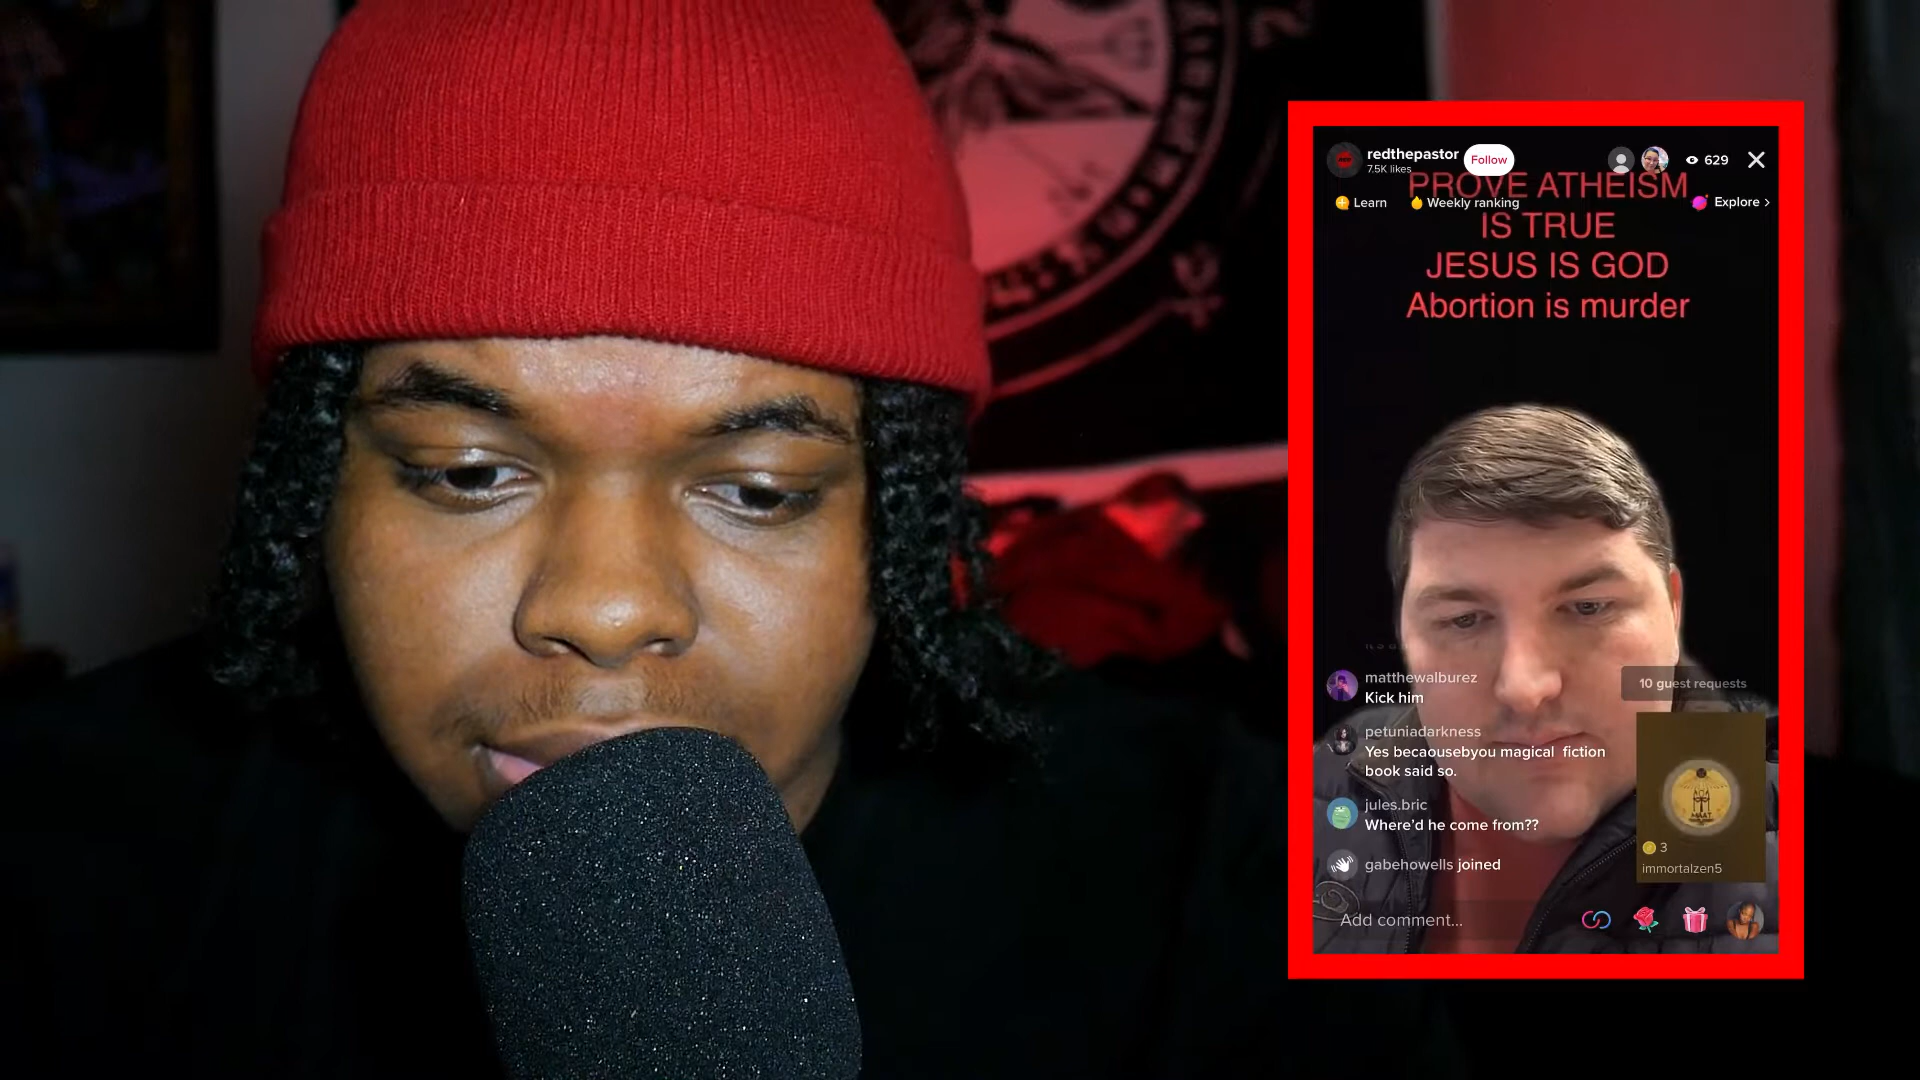 redthepastor
Follow
7.5K likes
629
PROVE ATHEISM
Learn
Weekly ranking
Explore >
IS TRUE
JESUS IS GOD
Abortion is murder
matthewalburez
Kick him
10 guest requests
petuniadarkness
Yes becaousebyou magical fiction
book said so.
jules.bric
Where'd he come from??
MAAT
3
gabehowells joined
immortalzen5
Add comment...